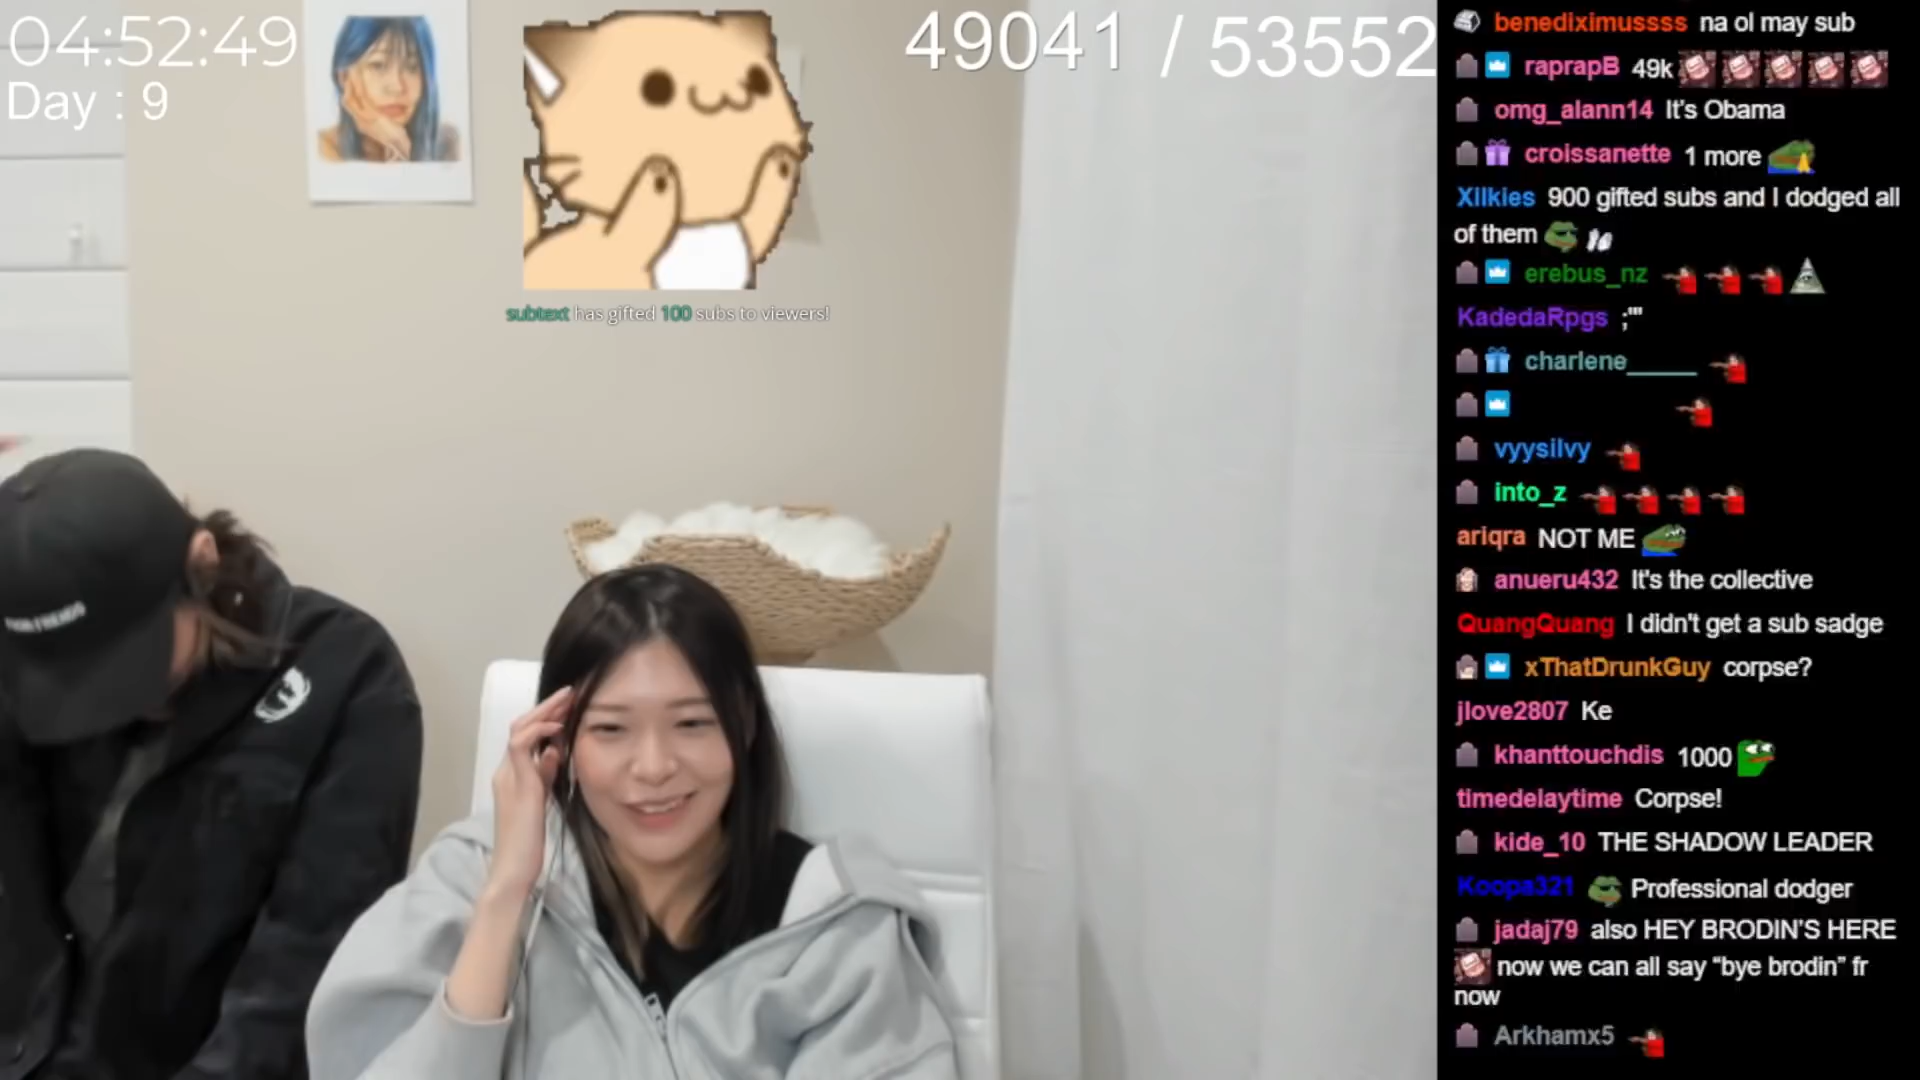 04:52:49
Day : 9
49041 / 53552
subtext has gifted 100 subs to viewers!
benediximussss na ol may sub
raprapB 49k
omg_alann14 It's Obama
croissanette 1 more
Xilkies 900 gifted subs and I dodged all
of them
erebus_nz
KadedaRpgs ;'"
charlene_____
vyysilvy
into_z
ariqra NOT ME
anueru432 It's the collective
QuangQuang I didn't get a sub sadge
xThatDrunkGuy corpse?
jlove2807 Ke
khanttouchdis 1000
timedelaytime Corpse!
kide_10 THE SHADOW LEADER
Koopa321 Professional dodger
jadaj79 also HEY BRODIN'S HERE
now we can all say “bye brodin” fr
now
Arkhamx5